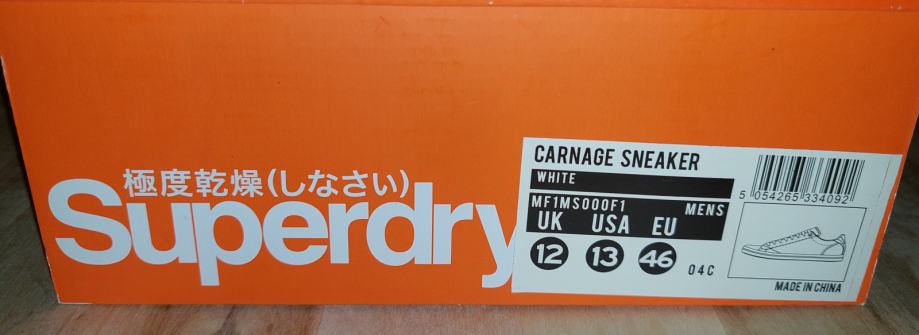 極度乾燥(しなさい)
Superdry
CARNAGE SNEAKER
WHITE
MF1MS000F1 MENS
UK USA EU
12 13 46 04C
5 054265 334092
MADE IN CHINA